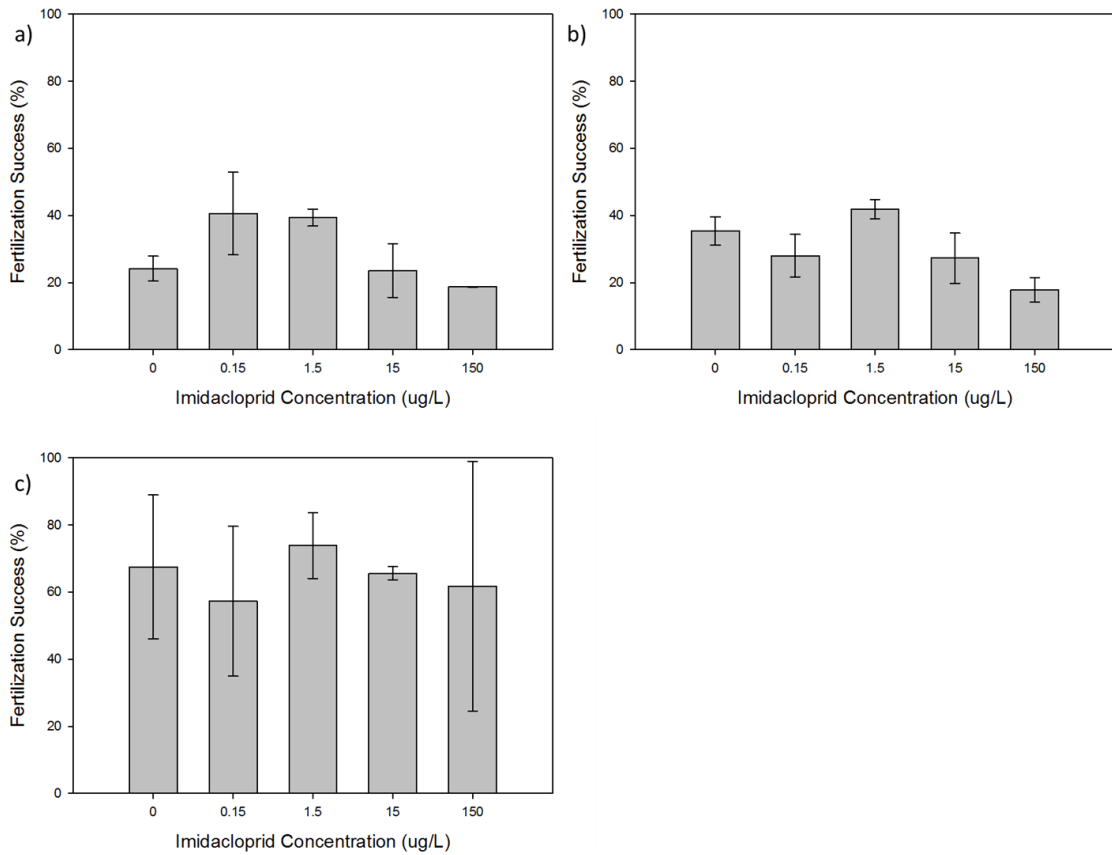 a)
Fertilization Success (%)
100
80
60
40
20
0
0 0.15 1.5 15 150
Imidacloprid Concentration (ug/L)
b)
Fertilization Success (%)
100
80
60
40
20
0
0 0.15 1.5 15 150
Imidacloprid Concentration (ug/L)
c)
Fertilization Success (%)
100
80
60
40
20
0
0 0.15 1.5 15 150
Imidacloprid Concentration (ug/L)